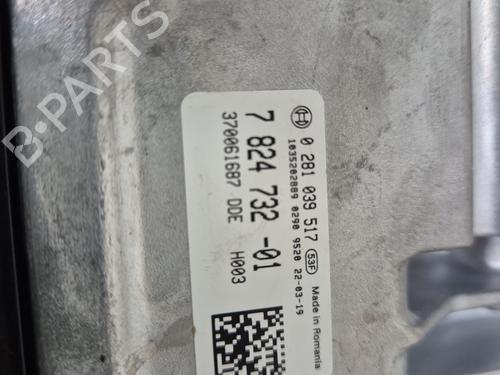 B-PARTS
0 281 039 517 53F Made in Romania
1035202889 0290 9520 22-03-19
7 824 732 -01
370061687 DDE H003